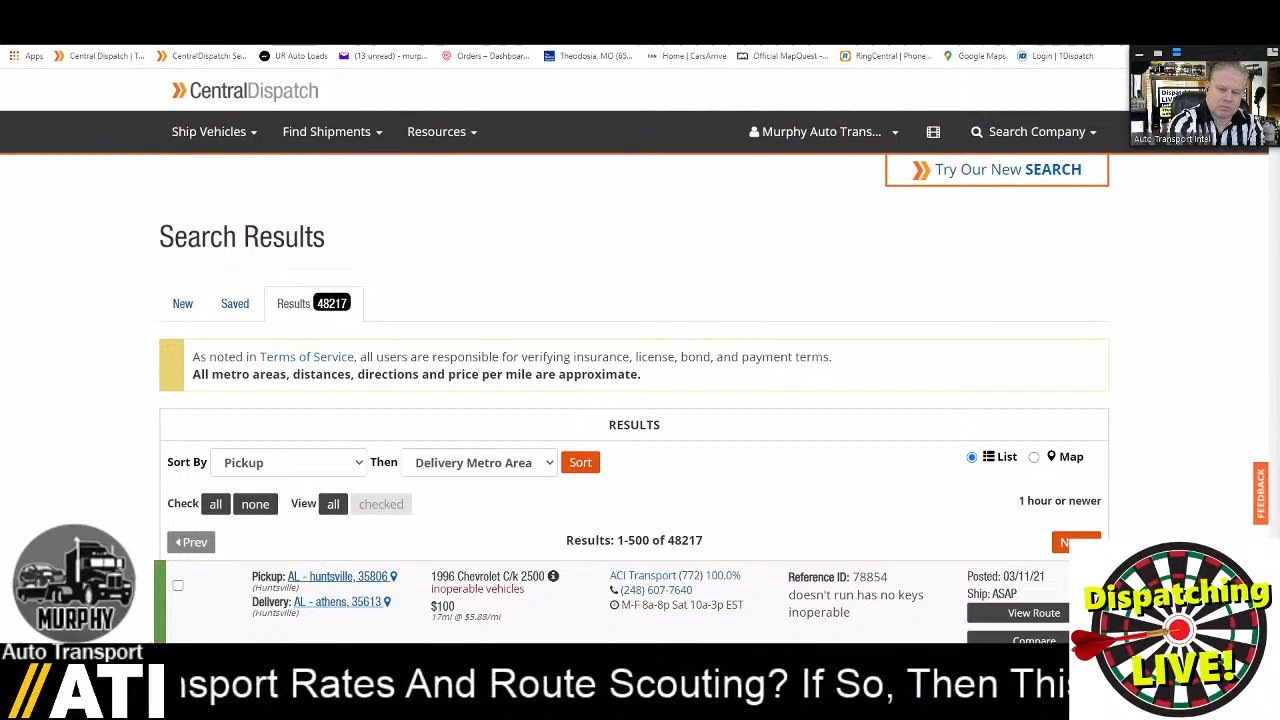 Apps
Central Dispatch | T...
CentralDispatch: Se...
UR Auto Loads
(13 unread) - murp...
Orders – Dashboar...
Theodosia, MO (65...
Home | CarsArrive
Official MapQuest -...
RingCentral | Phone...
Google Maps
Login | 1Dispatch
CentralDispatch
Ship Vehicles
Find Shipments
Resources
Murphy Auto Trans...
Search Company
Auto Transport Intel
Try Our New SEARCH
Search Results
New
Saved
Results 48217
As noted in Terms of Service, all users are responsible for verifying insurance, license, bond, and payment terms.
All metro areas, distances, directions and price per mile are approximate.
RESULTS
Sort By Pickup Then Delivery Metro Area Sort
List Map
Check all none View all checked
1 hour or newer
Prev
Results: 1-500 of 48217
Pickup: AL - huntsville, 35806
(Huntsville)
Delivery: AL - athens, 35613
(Huntsville)
1996 Chevrolet C/k 2500
inoperable vehicles
$100
17mi @ $5.88/mi
ACI Transport (772) 100.0%
(248) 607-7640
M-F 8a-8p Sat 10a-3p EST
Reference ID: 78854
doesn't run has no keys
inoperable
Posted: 03/11/21
Ship: ASAP
View Route
Compare
FEEDBACK
MURPHY
Auto Transport
//ATI
nsport Rates And Route Scouting? If So, Then This
Dispatching
LIVE!